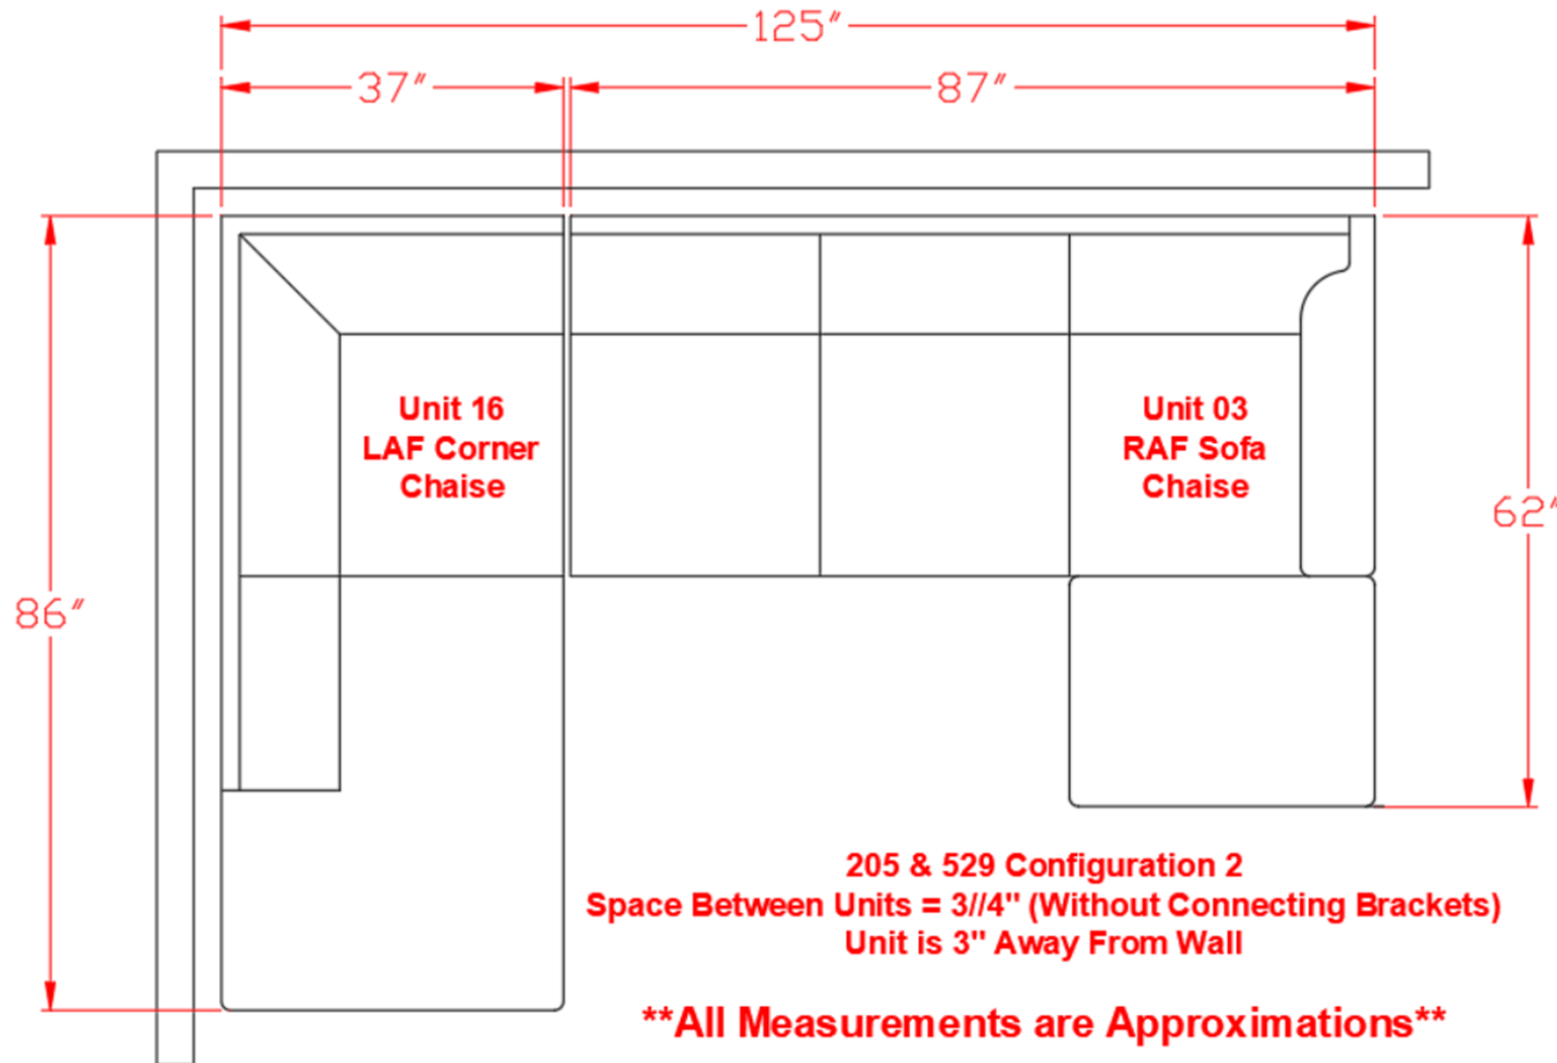 125"
37"
87"
Unit 16
LAF Corner
Chaise
Unit 03
RAF Sofa
Chaise
62"
86"
205 & 529 Configuration 2
Space Between Units = 3//4" (Without Connecting Brackets)
Unit is 3" Away From Wall
**All Measurements are Approximations**